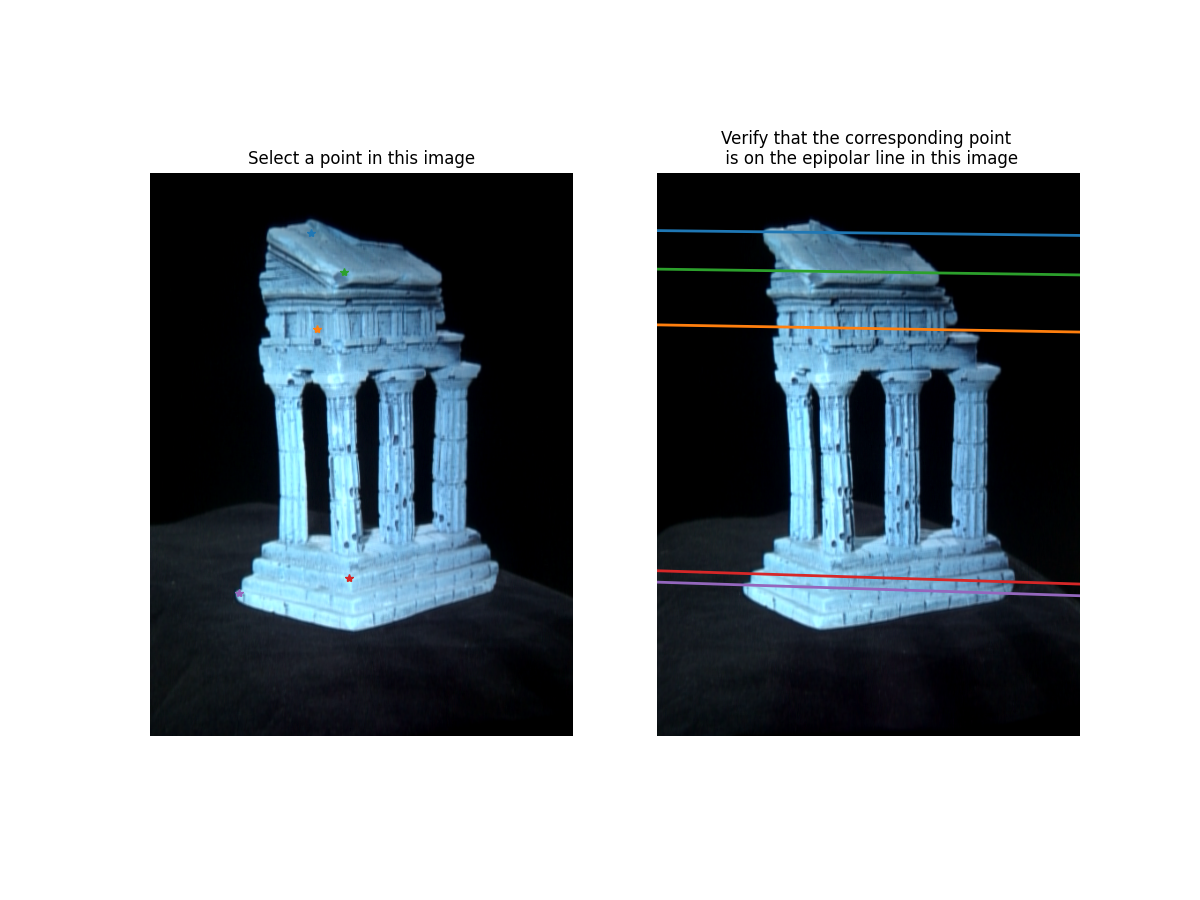 Select a point in this image
Verify that the corresponding point
is on the epipolar line in this image